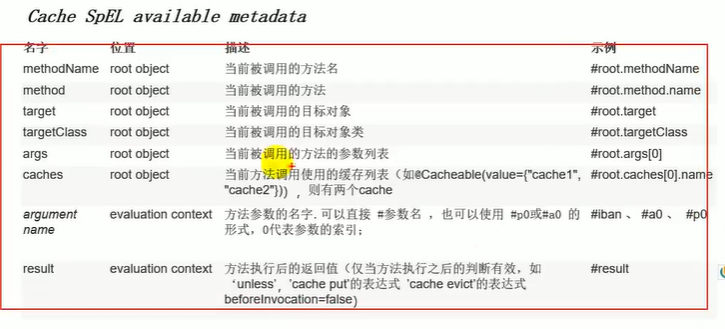 Cache SpEL available metadata
名字 位置 描述 示例
methodName root object 当前被调用的方法名 #root.methodName
method root object 当前被调用的方法 #root.method.name
target root object 当前被调用的目标对象 #root.target
targetClass root object 当前被调用的目标对象类 #root.targetClass
args root object 当前被调用的方法的参数列表 #root.args[0]
caches root object 当前方法调用使用的缓存列表（如@Cacheable(value={"cache1", #root.caches[0].name
"cache2"})），则有两个cache
argument evaluation context 方法参数的名字. 可以直接 #参数名 ，也可以使用 #p0或#a0 的 #iban 、 #a0 、 #p0
name 形式，0代表参数的索引；
result evaluation context 方法执行后的返回值（仅当方法执行之后的判断有效，如 #result
‘unless’，'cache put'的表达式 'cache evict'的表达式
beforeInvocation=false）